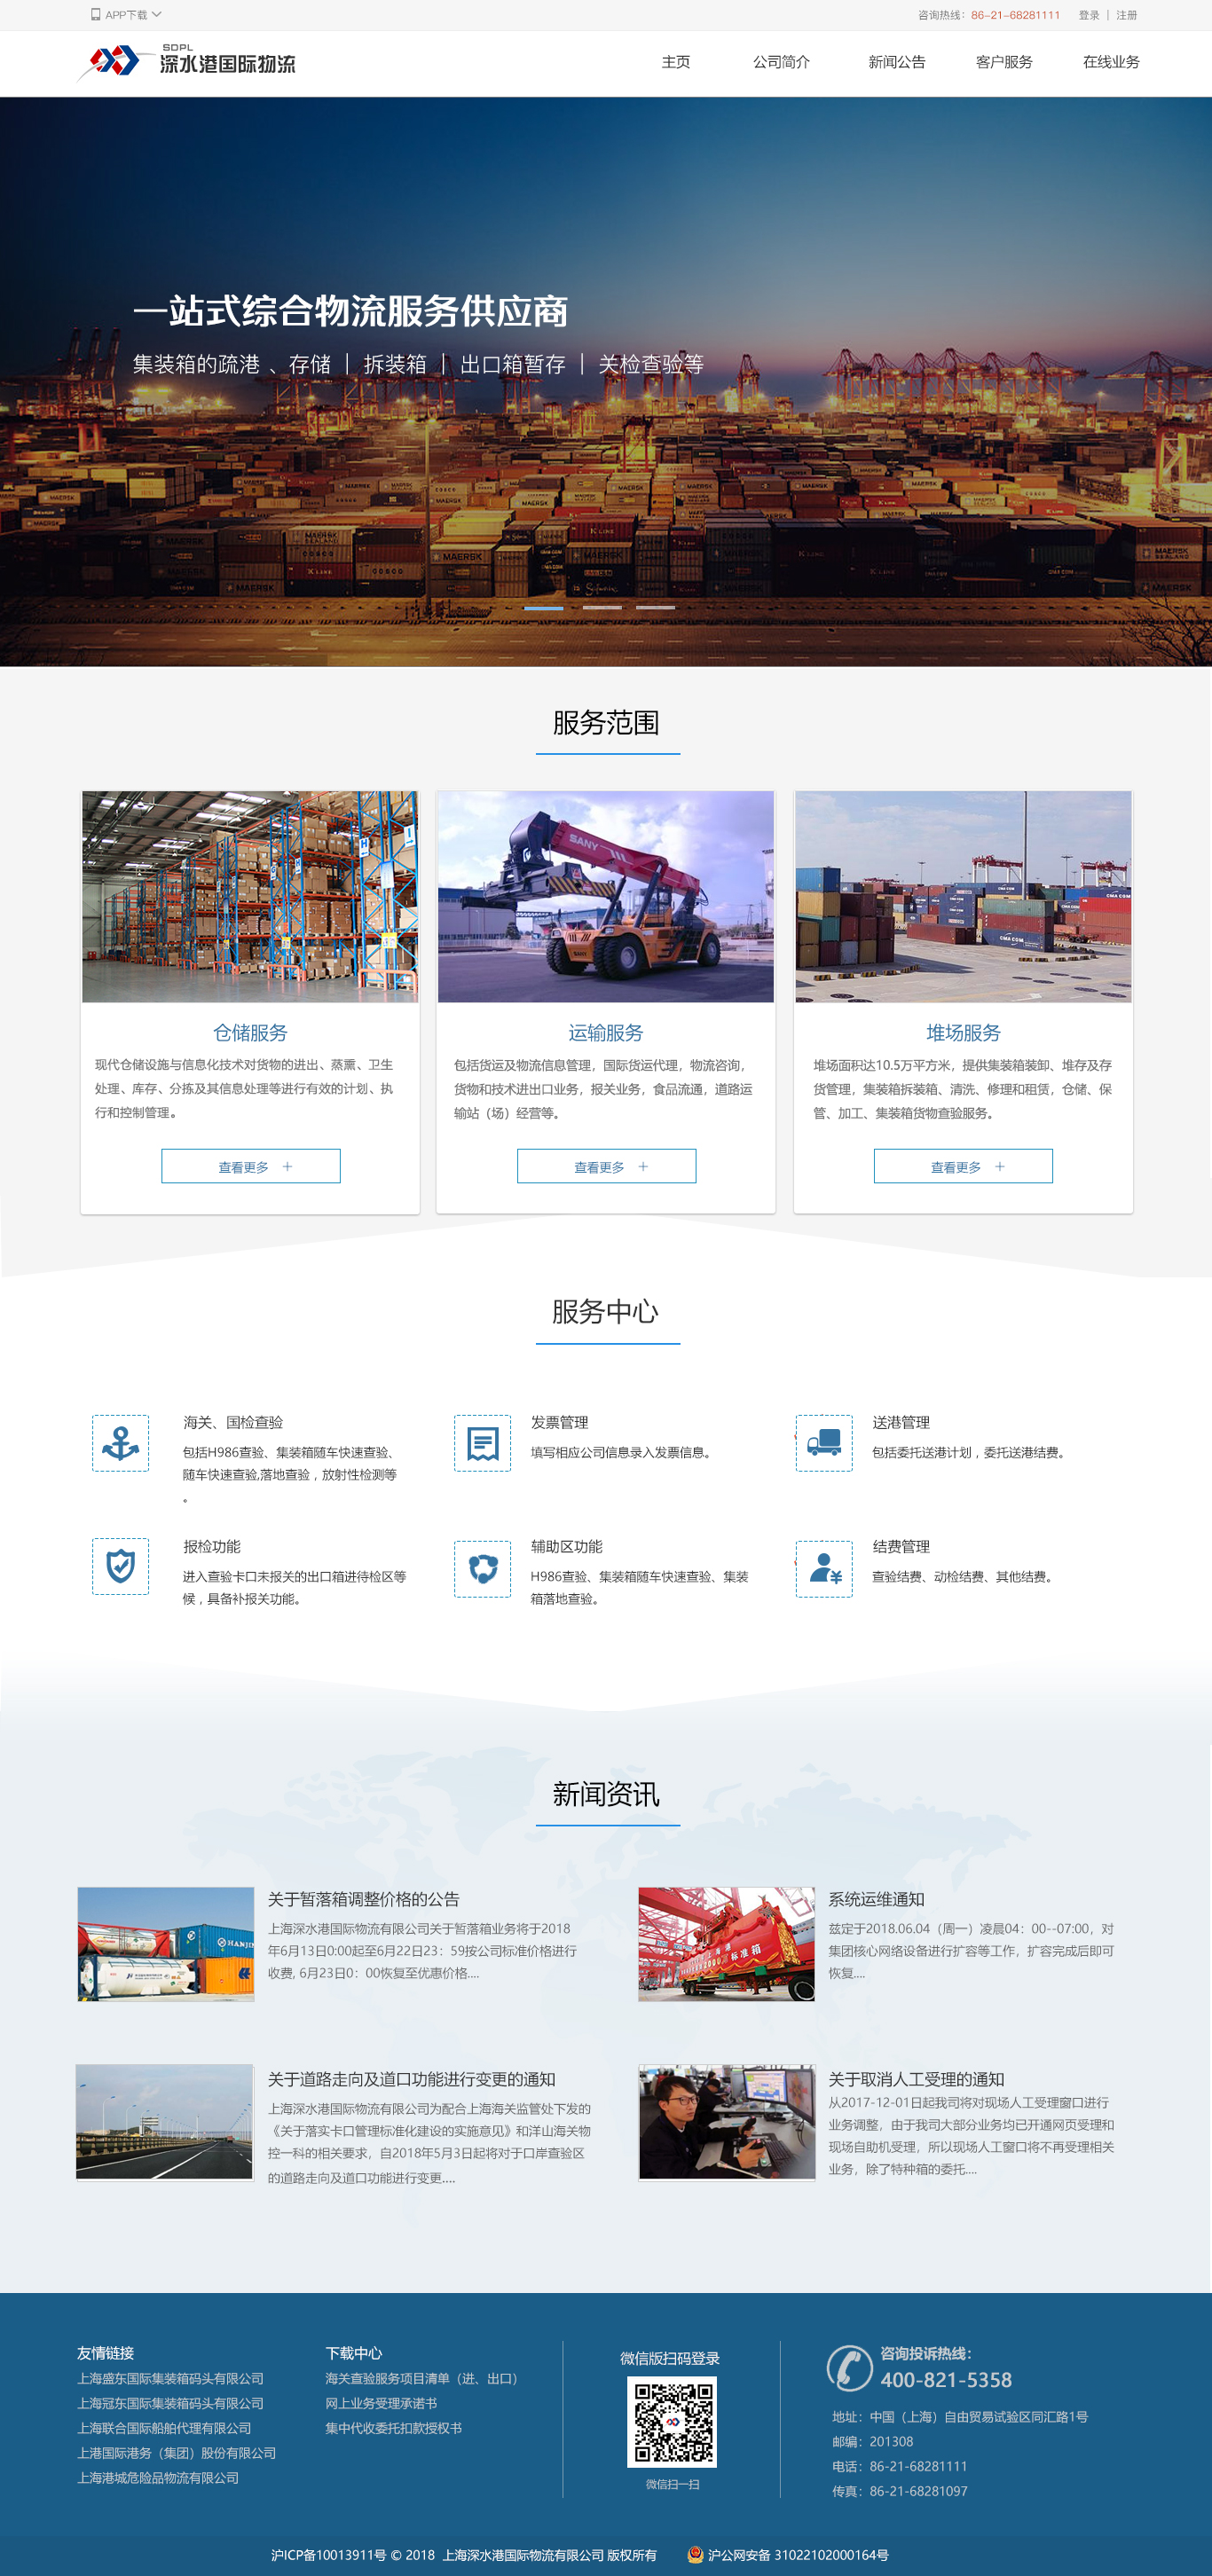 APP下载
咨询热线：86-21-68281111 登录 | 注册
SDPL
深水港国际物流
主页 公司简介 新闻公告 客户服务 在线业务
一站式综合物流服务供应商
集装箱的疏港 、存储 | 拆装箱 | 出口箱暂存 | 关检查验等
服务范围
SANY
仓储服务
现代仓储设施与信息化技术对货物的进出、蒸熏、卫生
处理、库存、分拣及其信息处理等进行有效的计划、执
行和控制管理。
查看更多 +
运输服务
包括货运及物流信息管理，国际货运代理，物流咨询，
货物和技术进出口业务，报关业务，食品流通，道路运
输站（场）经营等。
查看更多 +
堆场服务
堆场面积达10.5万平方米，提供集装箱装卸、堆存及存
货管理，集装箱拆装箱、清洗、修理和租赁，仓储、保
管、加工、集装箱货物查验服务。
查看更多 +
服务中心
海关、国检查验
包括H986查验、集装箱随车快速查验、
随车快速查验,落地查验，放射性检测等
。
发票管理
填写相应公司信息录入发票信息。
送港管理
包括委托送港计划，委托送港结费。
报检功能
进入查验卡口未报关的出口箱进待检区等
候，具备补报关功能。
辅助区功能
H986查验、集装箱随车快速查验、集装
箱落地查验。
结费管理
查验结费、动检结费、其他结费。
新闻资讯
关于暂落箱调整价格的公告
上海深水港国际物流有限公司关于暂落箱业务将于2018
年6月13日0:00起至6月22日23：59按公司标准价格进行
收费, 6月23日0：00恢复至优惠价格....
系统运维通知
兹定于2018.06.04（周一）凌晨04：00--07:00，对
集团核心网络设备进行扩容等工作，扩容完成后即可
恢复....
关于道路走向及道口功能进行变更的通知
上海深水港国际物流有限公司为配合上海海关监管处下发的
《关于落实卡口管理标准化建设的实施意见》和洋山海关物
控一科的相关要求，自2018年5月3日起将对于口岸查验区
的道路走向及道口功能进行变更....
关于取消人工受理的通知
从2017-12-01日起我司将对现场人工受理窗口进行
业务调整，由于我司大部分业务均已开通网页受理和
现场自助机受理，所以现场人工窗口将不再受理相关
业务，除了特种箱的委托....
友情链接
上海盛东国际集装箱码头有限公司
上海冠东国际集装箱码头有限公司
上海联合国际船舶代理有限公司
上港国际港务（集团）股份有限公司
上海港城危险品物流有限公司
下载中心
海关查验服务项目清单（进、出口）
网上业务受理承诺书
集中代收委托扣款授权书
微信版扫码登录
微信扫一扫
咨询投诉热线：
400-821-5358
地址：中国（上海）自由贸易试验区同汇路1号
邮编：201308
电话：86-21-68281111
传真：86-21-68281097
沪ICP备10013911号 © 2018 上海深水港国际物流有限公司 版权所有 沪公网安备 31022102000164号